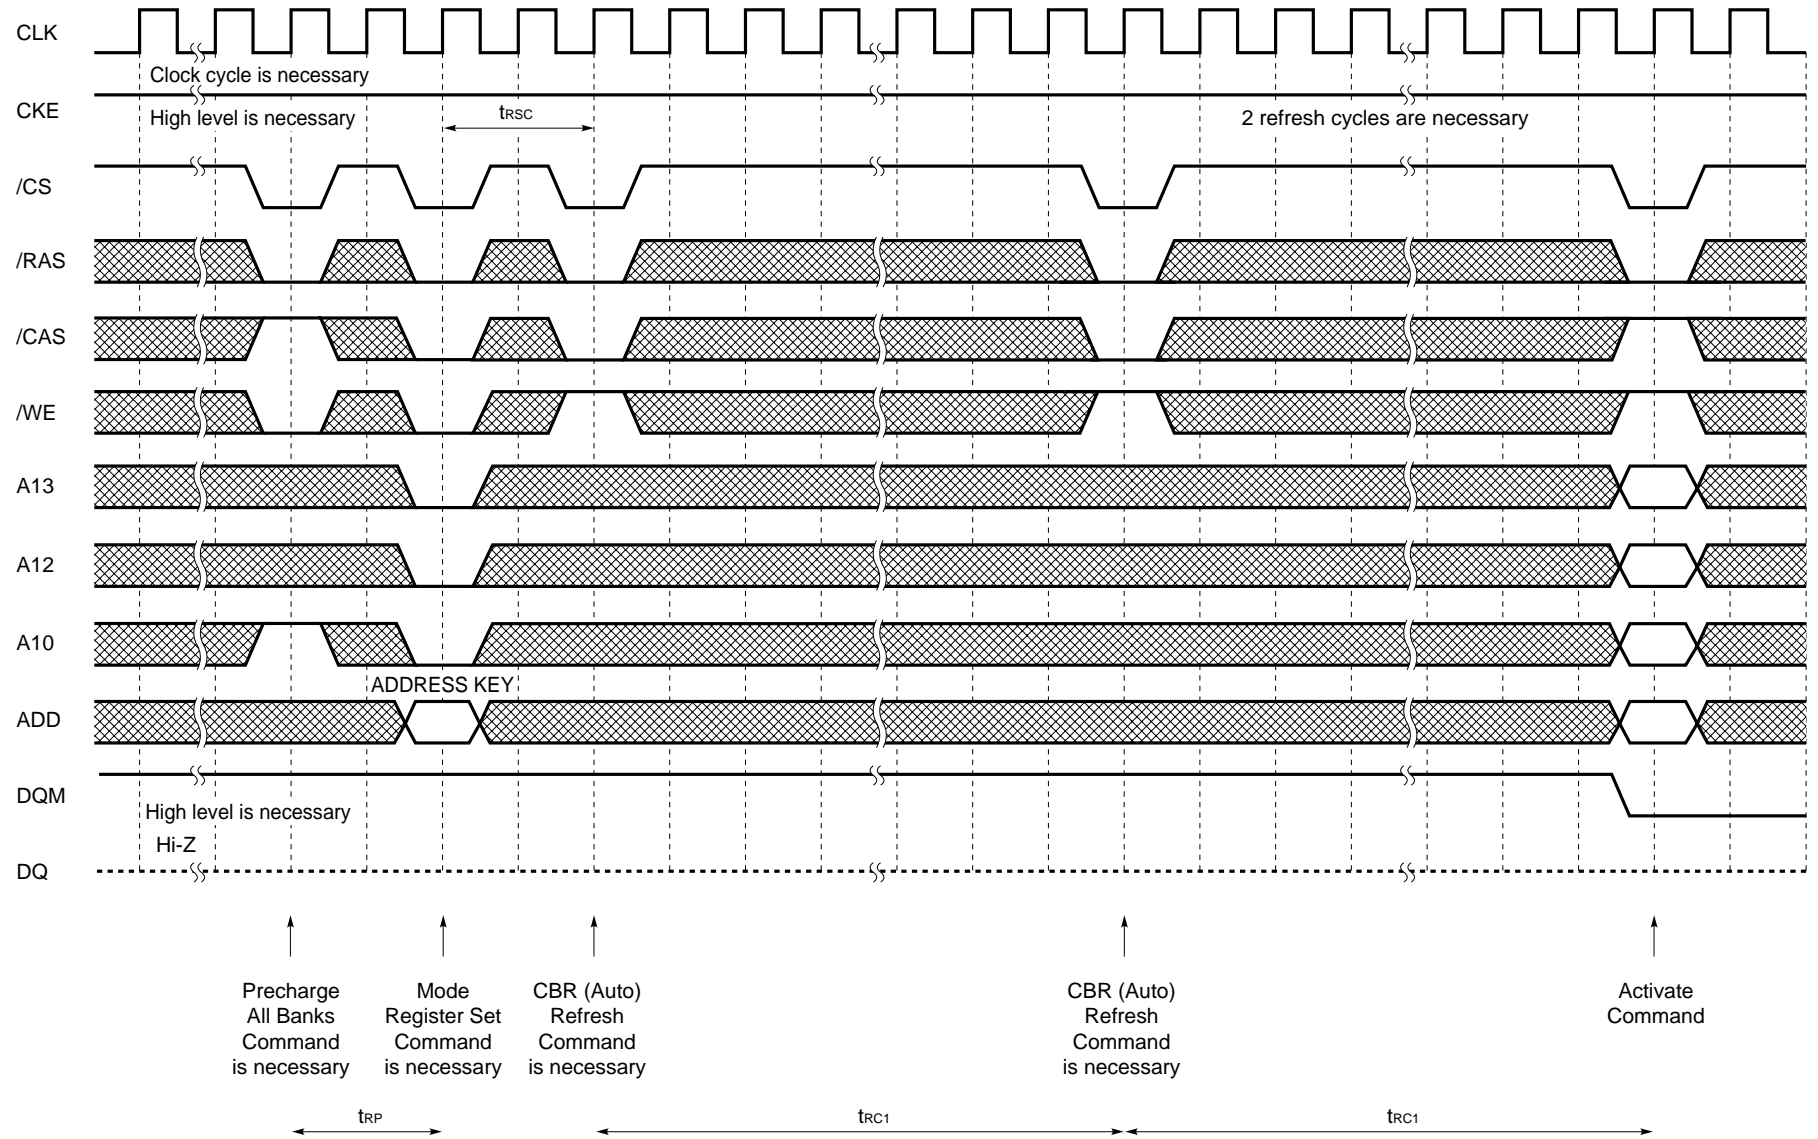 CLK
Clock cycle is necessary
CKE
High level is necessary
tRSC
2 refresh cycles are necessary
/CS
/RAS
/CAS
/WE
A13
A12
A10
ADDRESS KEY
ADD
DQM
High level is necessary
Hi-Z
DQ
Precharge
All Banks
Command
is necessary
Mode
Register Set
Command
is necessary
CBR (Auto)
Refresh
Command
is necessary
CBR (Auto)
Refresh
Command
is necessary
Activate
Command
tRP
tRC1
tRC1